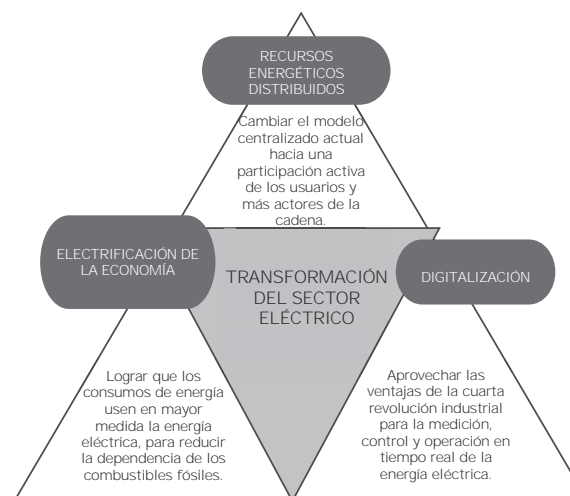 RECURSOS
ENERGÉTICOS
DISTRIBUIDOS
Cambiar el modelo
centralizado actual
hacia una
participación activa
de los usuarios y
más actores de la
cadena.
ELECTRIFICACIÓN DE
LA ECONOMÍA
TRANSFORMACIÓN
DEL SECTOR
ELÉCTRICO
DIGITALIZACIÓN
Lograr que los
consumos de energía
usen en mayor
medida la energía
eléctrica, para reducir
la dependencia de los
combustibles fósiles.
Aprovechar las
ventajas de la cuarta
revolución industrial
para la medición,
control y operación en
tiempo real de la
energía eléctrica.